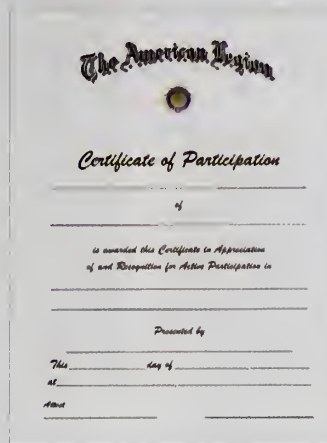 The American Legion
Certificate of Participation
of
is awarded this Certificate in Appreciation
of and Recognition for Active Participation in
Presented by
This day of
at
Attest